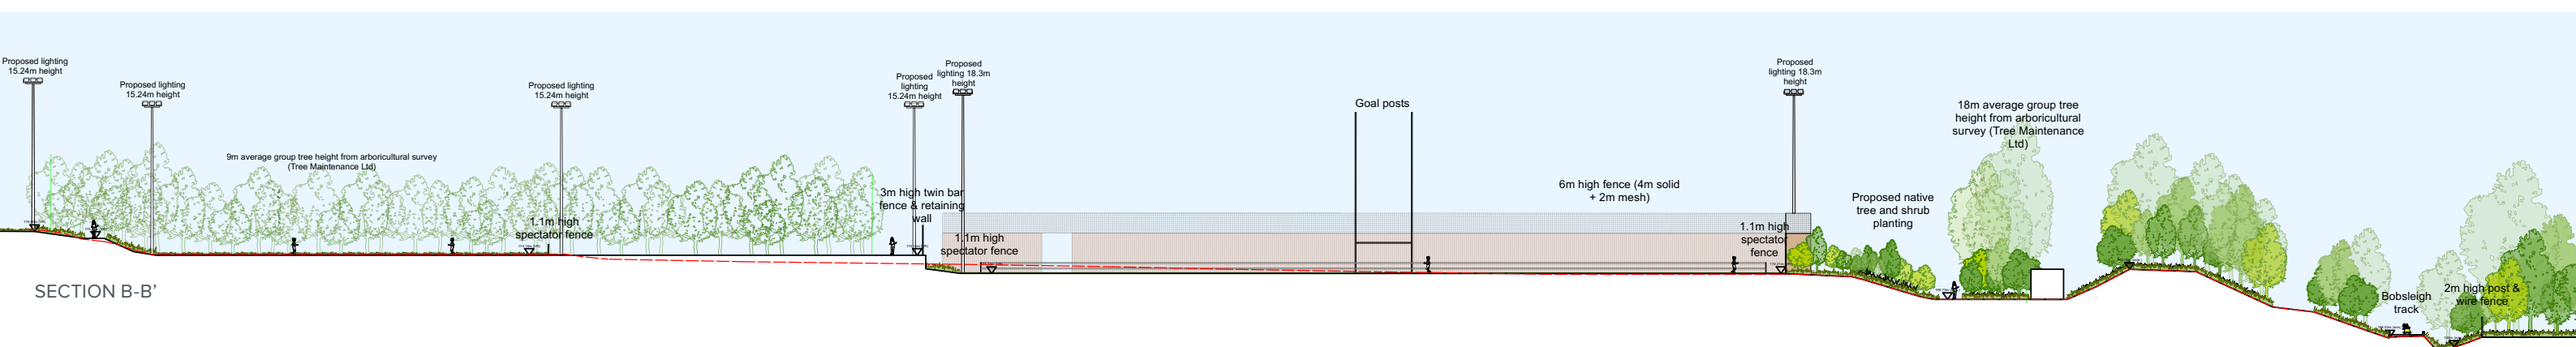 Proposed lighting
15.24m height
Proposed lighting
15.24m height
9m average group tree height from arboricultural survey
(Tree Maintenance Ltd)
Proposed lighting
15.24m height
1.1m high
spectator fence
Proposed
lighting
15.24m height
Proposed
lighting 18.3m
height
3m high twin bar
fence & retaining
wall
1.1m high
spectator fence
Goal posts
6m high fence (4m solid
+ 2m mesh)
Proposed
lighting 18.3m
height
1.1m high
spectator
fence
Proposed native
tree and shrub
planting
18m average group tree
height from arboricultural
survey (Tree Maintenance
Ltd)
Bobsleigh
track
2m high post &
wire fence
SECTION B-B’